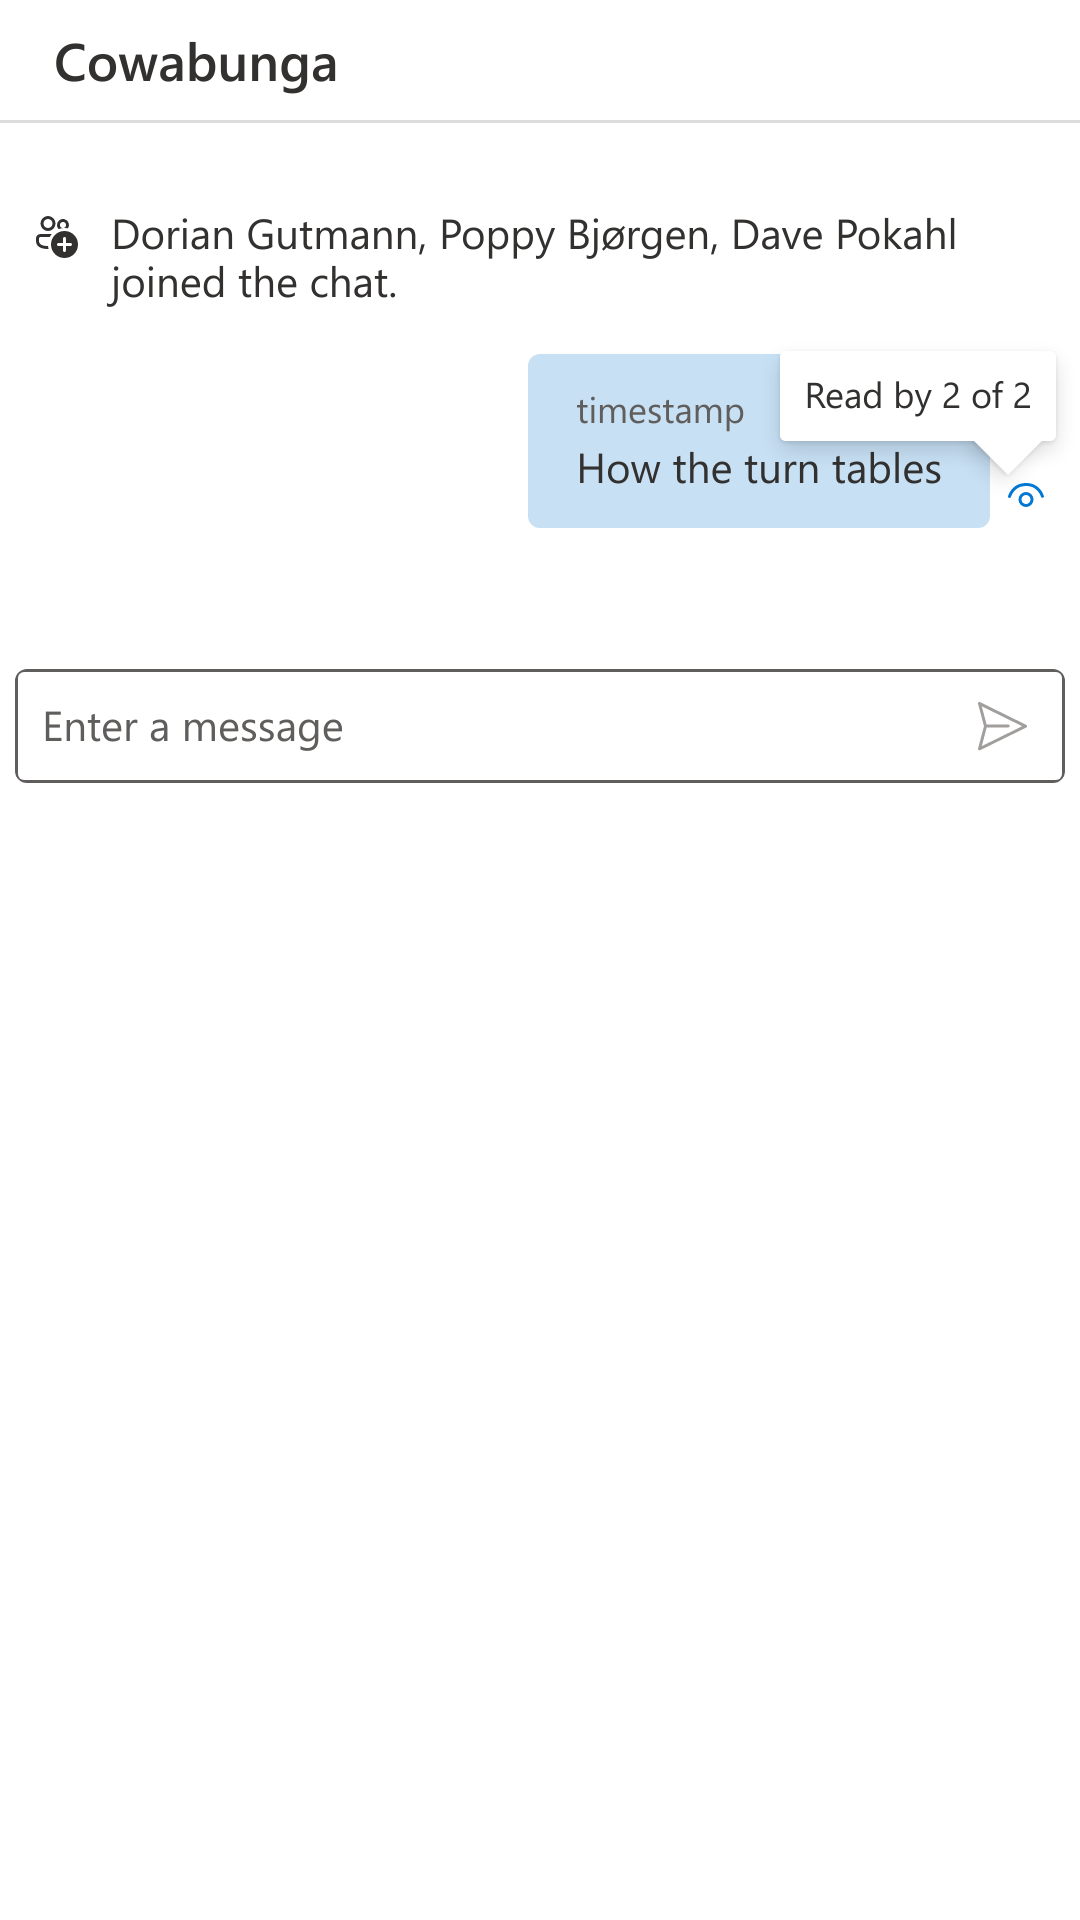 Cowabunga
Dorian Gutmann, Poppy Bjørgen, Dave Pokahl
joined the chat.
Read by 2 of 2
timestamp
How the turn tables
Enter a message